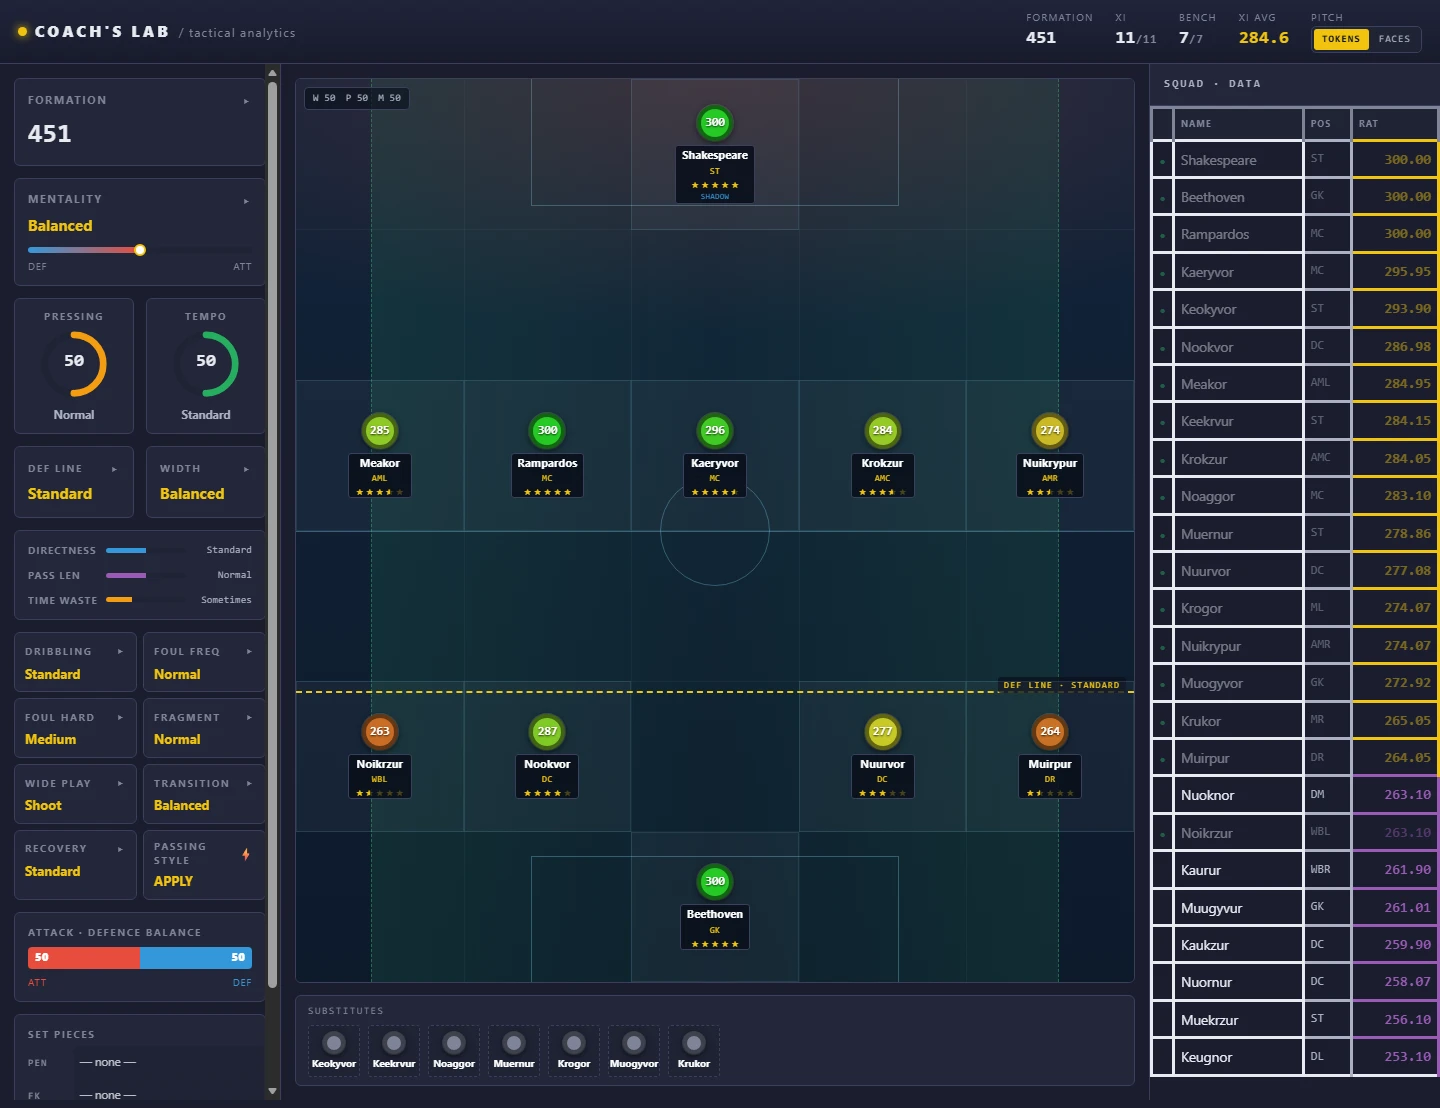 COACH'S LAB / tactical analytics
FORMATION
451
XI
11/11
BENCH
7/7
XI AVG
284.6
PITCH
TOKENS FACES
FORMATION
451
MENTALITY
Balanced
DEF ATT
PRESSING
50
Normal
TEMPO
50
Standard
DEF LINE
Standard
WIDTH
Balanced
DIRECTNESS Standard
PASS LEN Normal
TIME WASTE Sometimes
DRIBBLING
Standard
FOUL FREQ
Normal
FOUL HARD
Medium
FRAGMENT
Normal
WIDE PLAY
Shoot
TRANSITION
Balanced
RECOVERY
Standard
PASSING
STYLE
APPLY
ATTACK · DEFENCE BALANCE
50 50
ATT DEF
SET PIECES
PEN — none —
FK — none —
W 50 P 50 M 50
300
Shakespeare
ST
SHADOW
285
Meakor
AML
300
Rampardos
MC
296
Kaeryvor
MC
284
Krokzur
AMC
274
Nuikrypur
AMR
DEF LINE · STANDARD
263
Noikrzur
WBL
287
Nookvor
DC
277
Nuurvor
DC
264
Muirpur
DR
300
Beethoven
GK
SUBSTITUTES
Keokyvor
Keekrvur
Noaggor
Muernur
Krogor
Muogyvor
Krukor
SQUAD · DATA
NAME POS RAT
Shakespeare ST 300.00
Beethoven GK 300.00
Rampardos MC 300.00
Kaeryvor MC 295.95
Keokyvor ST 293.90
Nookvor DC 286.98
Meakor AML 284.95
Keekrvur ST 284.15
Krokzur AMC 284.05
Noaggor MC 283.10
Muernur ST 278.86
Nuurvor DC 277.08
Krogor ML 274.07
Nuikrypur AMR 274.07
Muogyvor GK 272.92
Krukor MR 265.05
Muirpur DR 264.05
Nuoknor DM 263.10
Noikrzur WBL 263.10
Kaurur WBR 261.90
Muugyvur GK 261.01
Kaukzur DC 259.90
Nuornur DC 258.07
Muekrzur ST 256.10
Keugnor DL 253.10